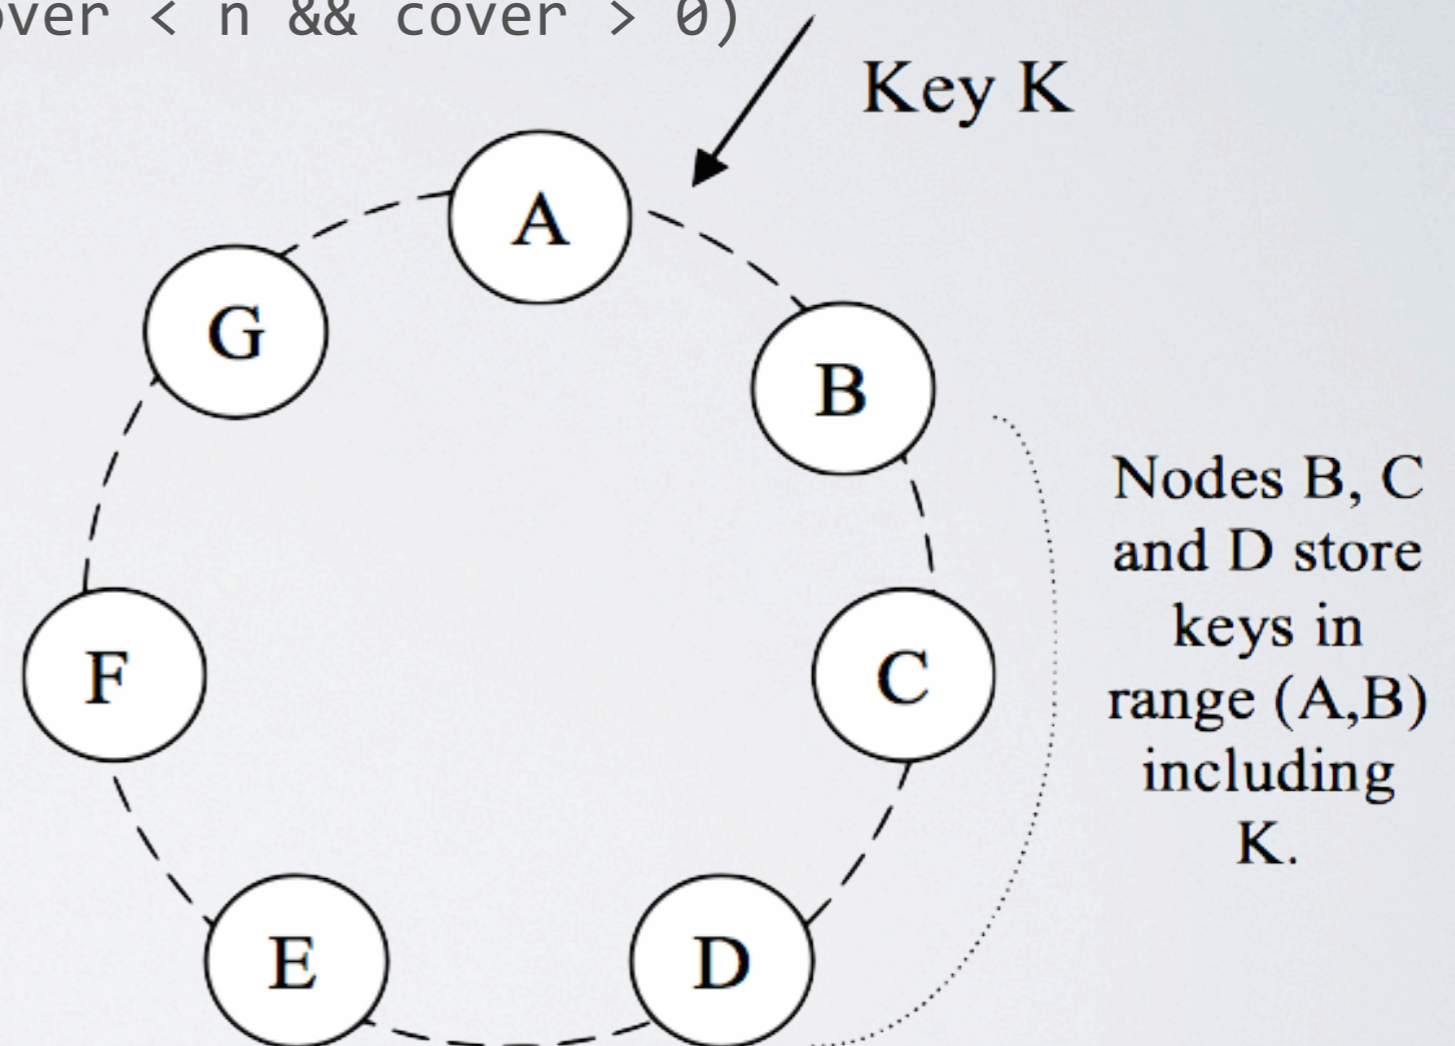 over < n && cover > 0)
Key K
A
G
B
Nodes B, C
and D store
keys in
range (A,B)
including
K.
F
C
E
D